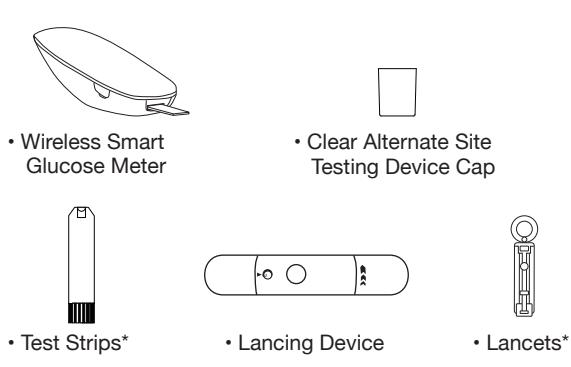 • Wireless Smart
Glucose Meter
• Clear Alternate Site
Testing Device Cap
• Test Strips*
• Lancing Device
• Lancets*